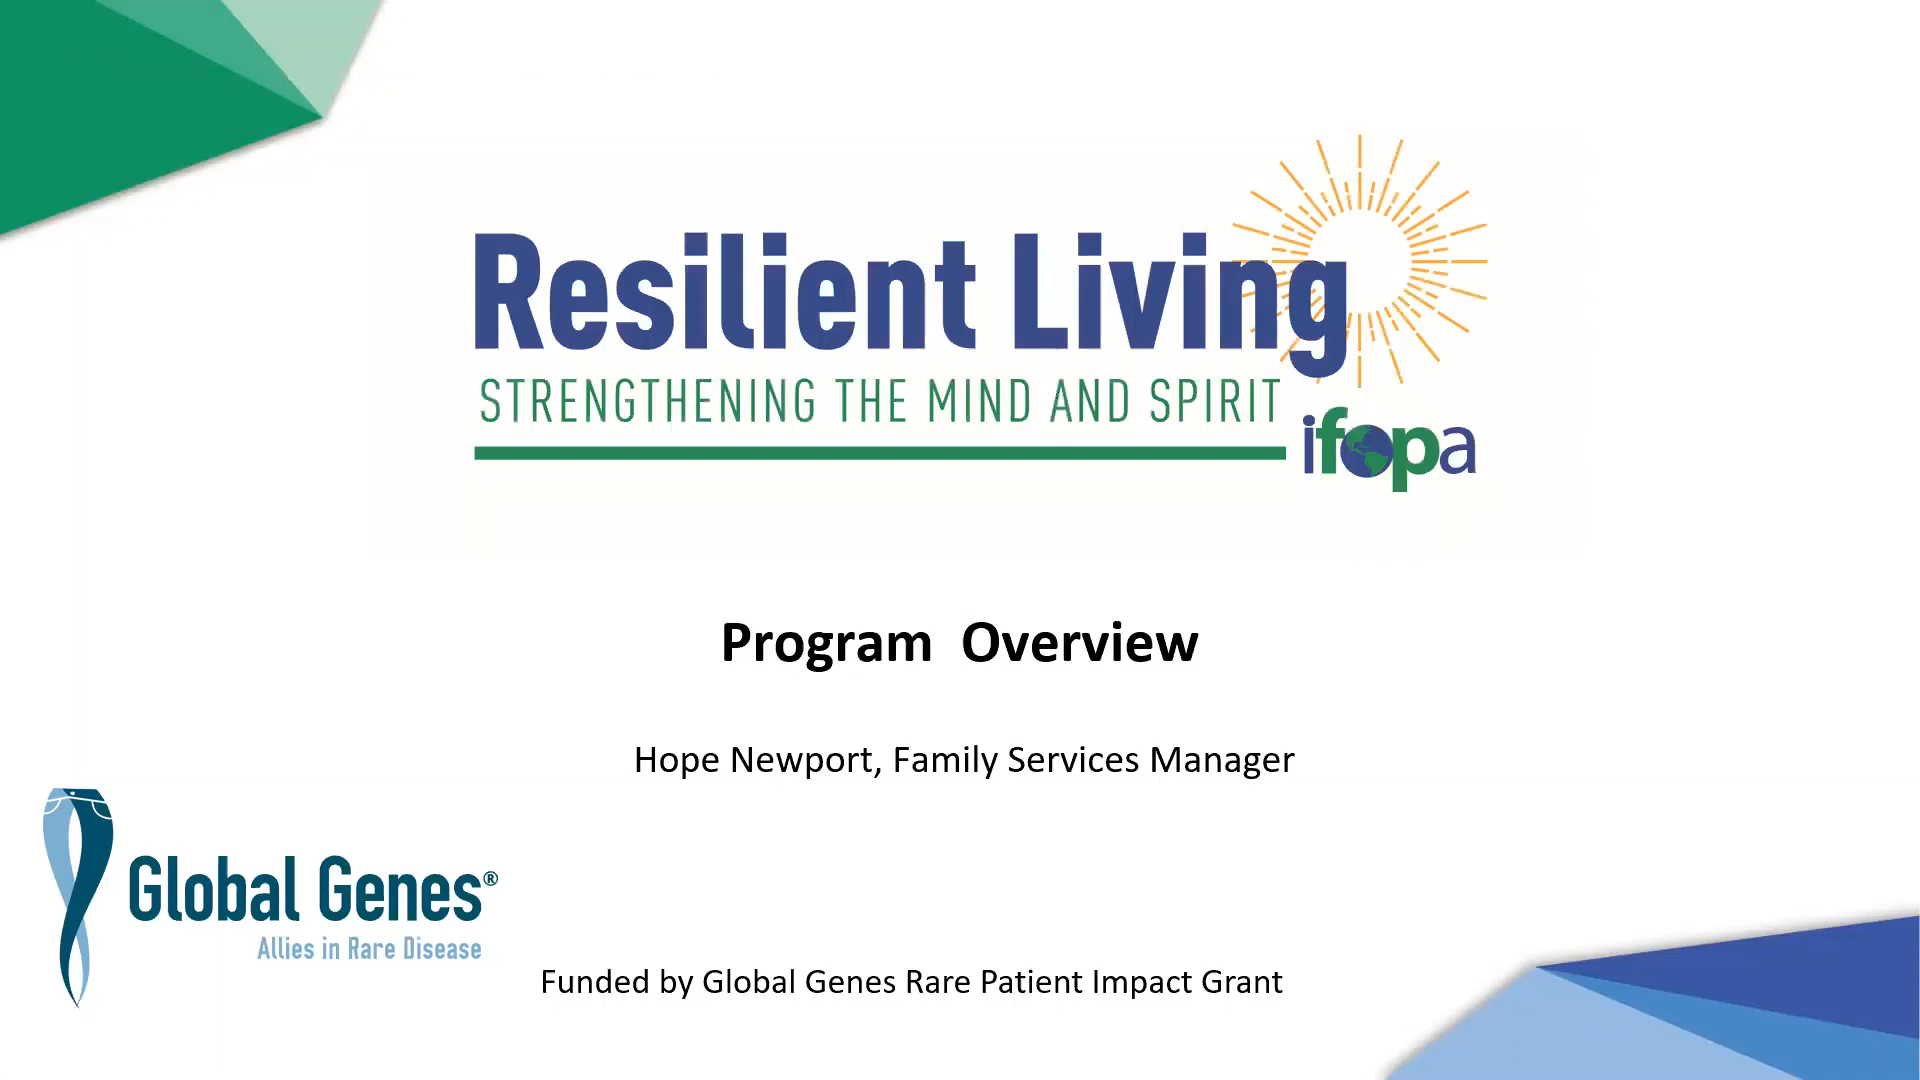 Resilient Living
STRENGTHENING THE MIND AND SPIRIT
ifopa
Program Overview
Hope Newport, Family Services Manager
Global Genes®
Allies in Rare Disease
Funded by Global Genes Rare Patient Impact Grant